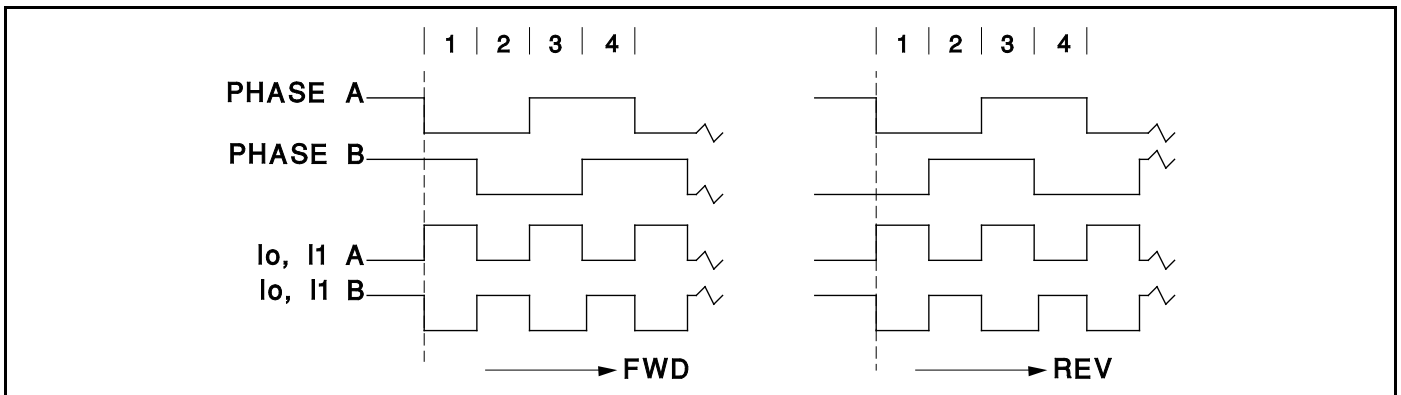 1 2 3 4 1 2 3 4
PHASE A
PHASE B
Io, I1 A
Io, I1 B
FWD REV